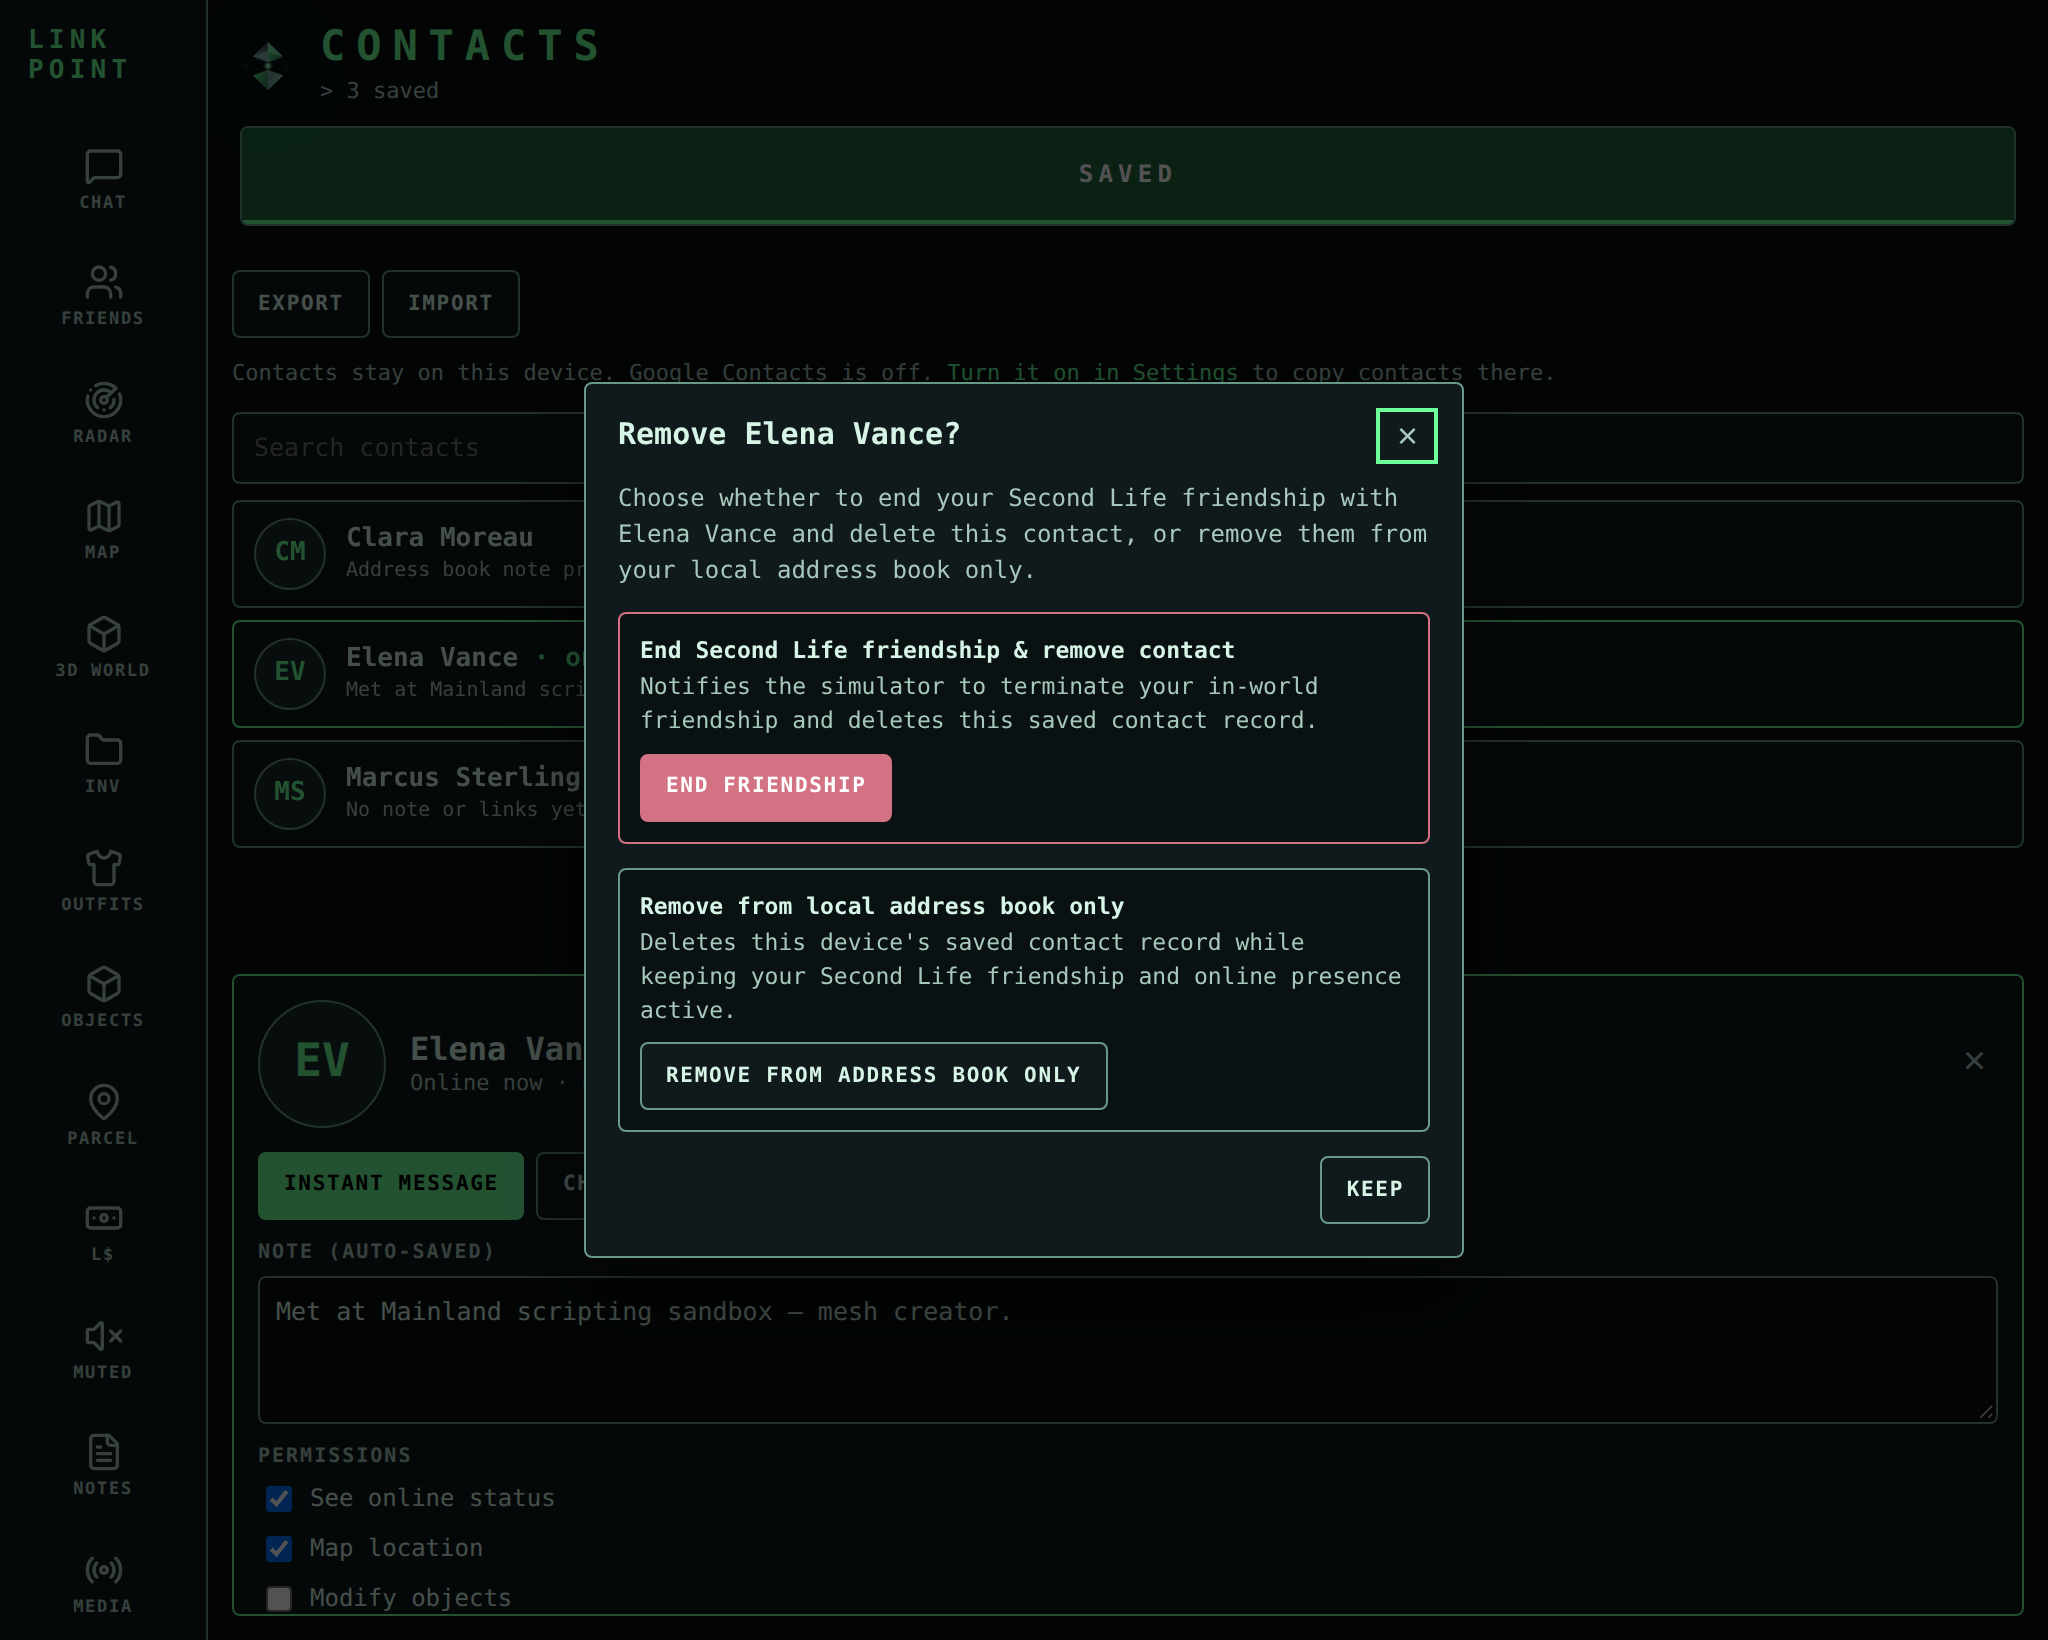 LINK
POINT
CHAT
FRIENDS
RADAR
MAP
3D WORLD
INV
OUTFITS
OBJECTS
PARCEL
L$
MUTED
NOTES
MEDIA
CONTACTS
> 3 saved
SAVED
EXPORT
IMPORT
Contacts stay on this device. Google Contacts is off. Turn it on in Settings to copy contacts there.
Search contacts
CM
Clara Moreau
Address book note pr
EV
Elena Vance · o
Met at Mainland scri
MS
Marcus Sterling
No note or links yet
Remove Elena Vance?
Choose whether to end your Second Life friendship with
Elena Vance and delete this contact, or remove them from
your local address book only.
End Second Life friendship & remove contact
Notifies the simulator to terminate your in-world
friendship and deletes this saved contact record.
END FRIENDSHIP
Remove from local address book only
Deletes this device's saved contact record while
keeping your Second Life friendship and online presence
active.
REMOVE FROM ADDRESS BOOK ONLY
KEEP
EV
Elena Van
Online now ·
INSTANT MESSAGE
CH
NOTE (AUTO-SAVED)
Met at Mainland scripting sandbox — mesh creator.
PERMISSIONS
See online status
Map location
Modify objects